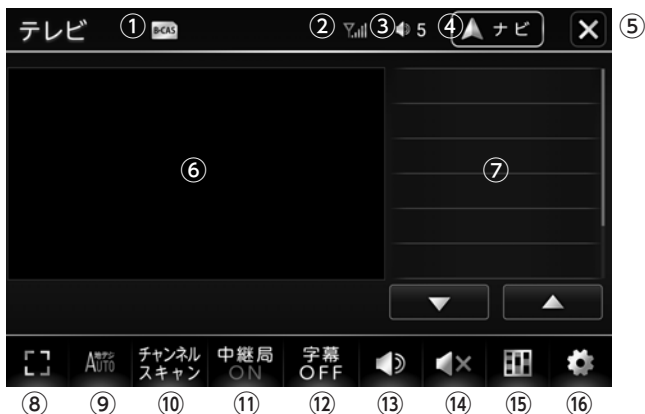 テレビ ① B-CAS ② ③ 5 ④ ナビ ⑤
⑥ ⑦
地デジ
AUTO
チャンネル
スキャン
中継局
ON
字幕
OFF
⑧ ⑨ ⑩ ⑪ ⑫ ⑬ ⑭ ⑮ ⑯